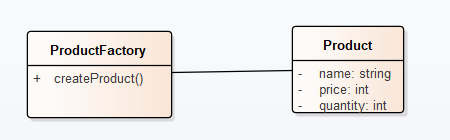 ProductFactory
+ createProduct()
Product
- name: string
- price: int
- quantity: int